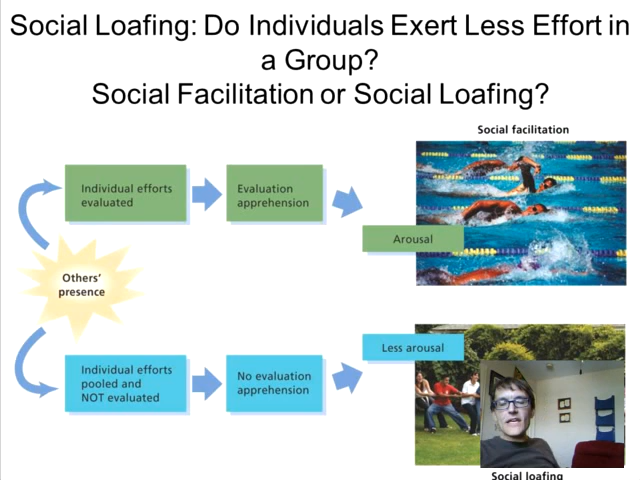 Social Loafing: Do Individuals Exert Less Effort in
a Group?
Social Facilitation or Social Loafing?
Social facilitation
Individual efforts
evaluated
Evaluation
apprehension
Arousal
Others'
presence
Less arousal
Individual efforts
pooled and
NOT evaluated
No evaluation
apprehension
Social loafing